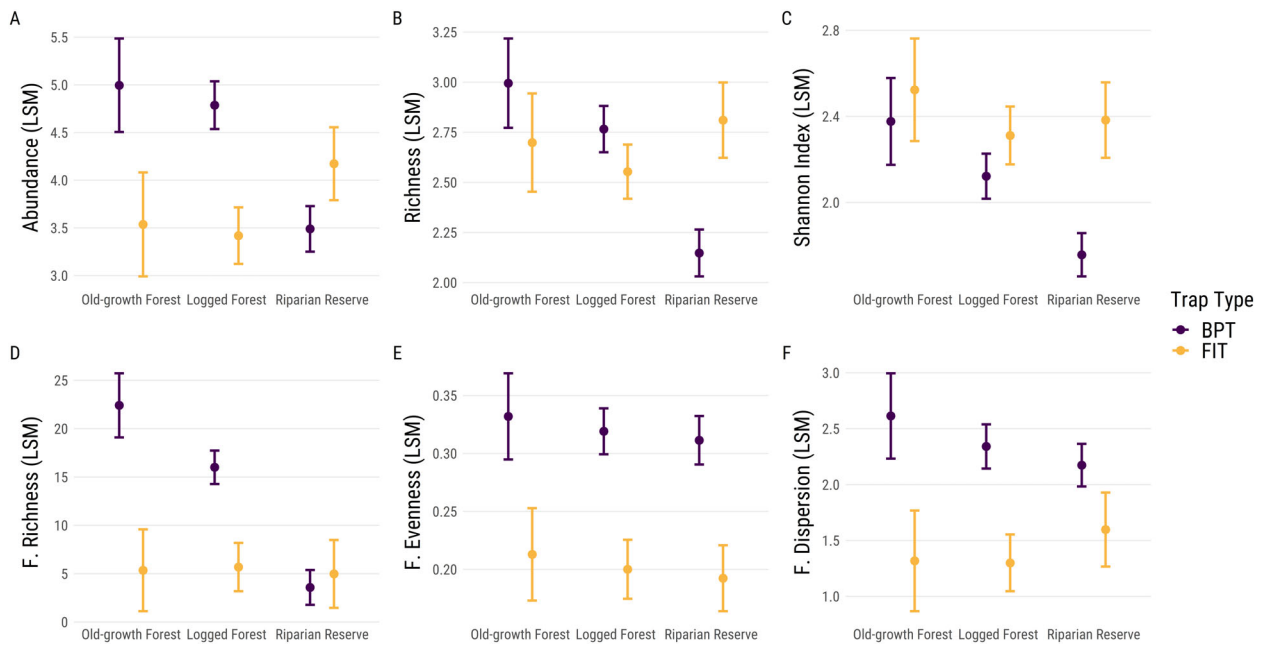 A
Abundance (LSM)
5.5
5.0
4.5
4.0
3.5
3.0
Old-growth Forest Logged Forest Riparian Reserve
B
Richness (LSM)
3.25
3.00
2.75
2.50
2.25
2.00
Old-growth Forest Logged Forest Riparian Reserve
C
Shannon Index (LSM)
2.8
2.4
2.0
Old-growth Forest Logged Forest Riparian Reserve
Trap Type
BPT
FIT
D
F. Richness (LSM)
25
20
15
10
5
0
Old-growth Forest Logged Forest Riparian Reserve
E
F. Evenness (LSM)
0.35
0.30
0.25
0.20
Old-growth Forest Logged Forest Riparian Reserve
F
F. Dispersion (LSM)
3.0
2.5
2.0
1.5
1.0
Old-growth Forest Logged Forest Riparian Reserve